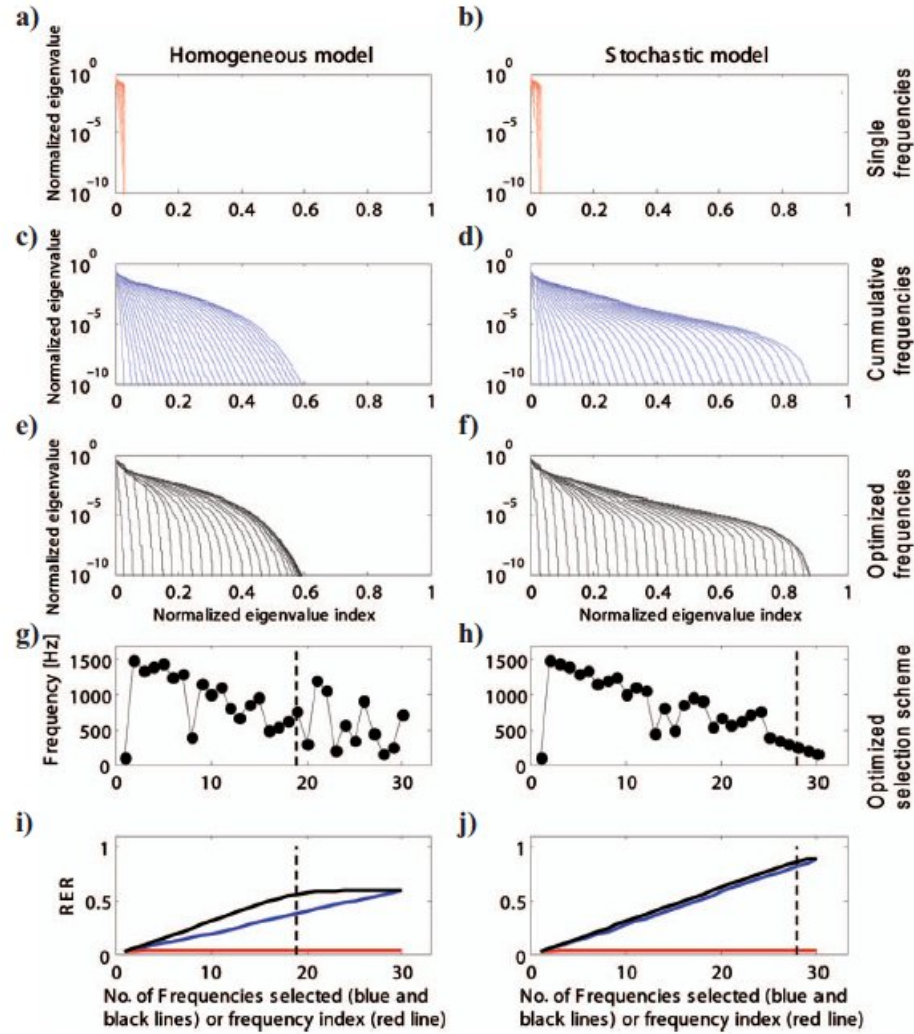 a)
b)
Homogeneous model
Stochastic model
Normalized eigenvalue
10^0
10^-5
10^-10
0 0.2 0.4 0.6 0.8 1
Normalized eigenvalue
10^0
10^-5
10^-10
0 0.2 0.4 0.6 0.8 1
Single frequencies
c)
d)
Normalized eigenvalue
10^0
10^-5
10^-10
0 0.2 0.4 0.6 0.8 1
10^0
10^-5
10^-10
0 0.2 0.4 0.6 0.8 1
Cummulative frequencies
e)
f)
Normalized eigenvalue
10^0
10^-5
10^-10
0 0.2 0.4 0.6 0.8 1
Normalized eigenvalue index
10^0
10^-5
10^-10
0 0.2 0.4 0.6 0.8 1
Normalized eigenvalue index
Optimized frequencies
g)
h)
Frequency [Hz]
1500
1000
500
0
0 10 20 30
1500
1000
500
0
0 10 20 30
Optimized selection scheme
i)
j)
RER
1
0.5
0
0 10 20 30
No. of Frequencies selected (blue and
black lines) or frequency index (red line)
1
0.5
0
0 10 20 30
No. of Frequencies selected (blue and
black lines) or frequency index (red line)